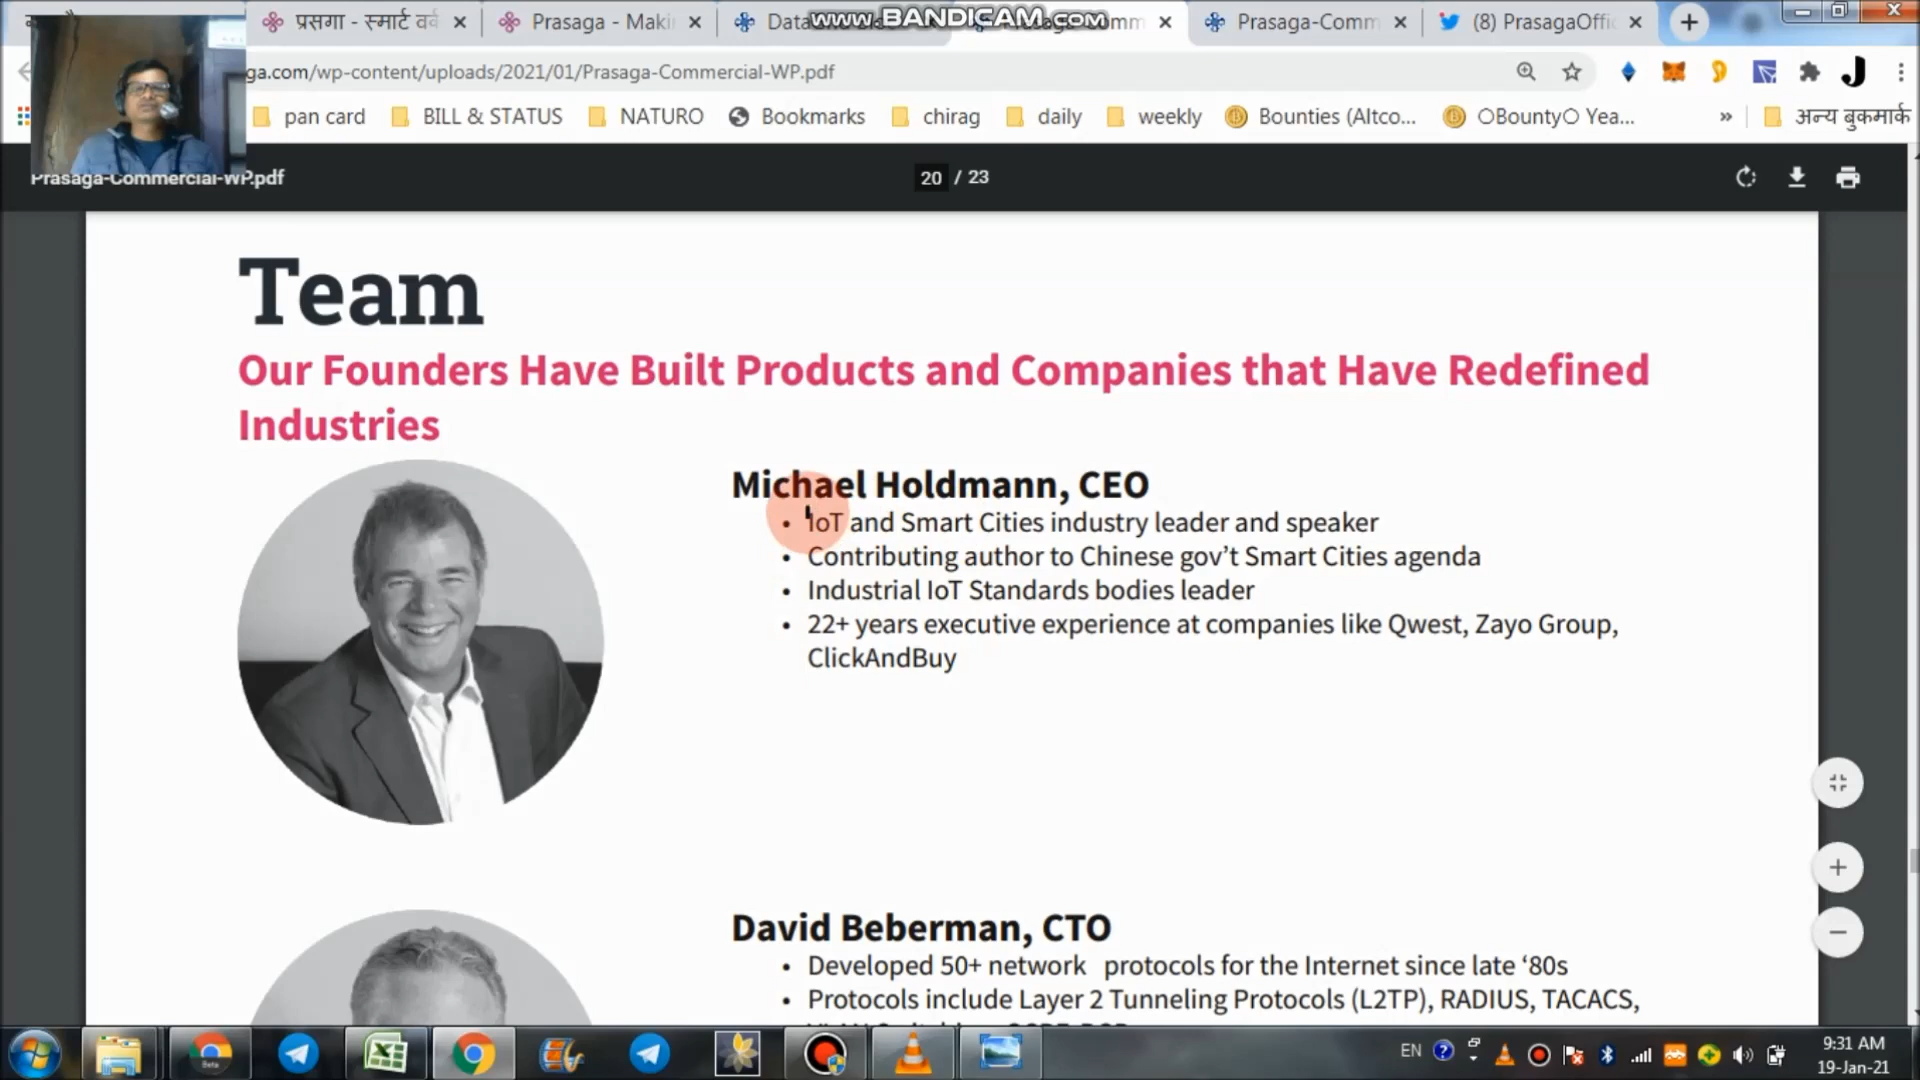 प्रसगा - स्मार्ट वर्क
Prasaga - Maki
Data
www.BANDICAM.com
Prasaga-Comm
(8) PrasagaOffic
ga.com/wp-content/uploads/2021/01/Prasaga-Commercial-WP.pdf
pan card
BILL & STATUS
NATURO
Bookmarks
chirag
daily
weekly
Bounties (Altco...
OBountyO Yea...
»
अन्य बुकमार्क
Prasaga-Commercial-WP.pdf
20 / 23
Team
Our Founders Have Built Products and Companies that Have Redefined
Industries
Michael Holdmann, CEO
• IoT and Smart Cities industry leader and speaker
• Contributing author to Chinese gov't Smart Cities agenda
• Industrial IoT Standards bodies leader
• 22+ years executive experience at companies like Qwest, Zayo Group,
ClickAndBuy
David Beberman, CTO
• Developed 50+ network protocols for the Internet since late ‘80s
• Protocols include Layer 2 Tunneling Protocols (L2TP), RADIUS, TACACS,
Beta
EN
9:31 AM
19-Jan-21